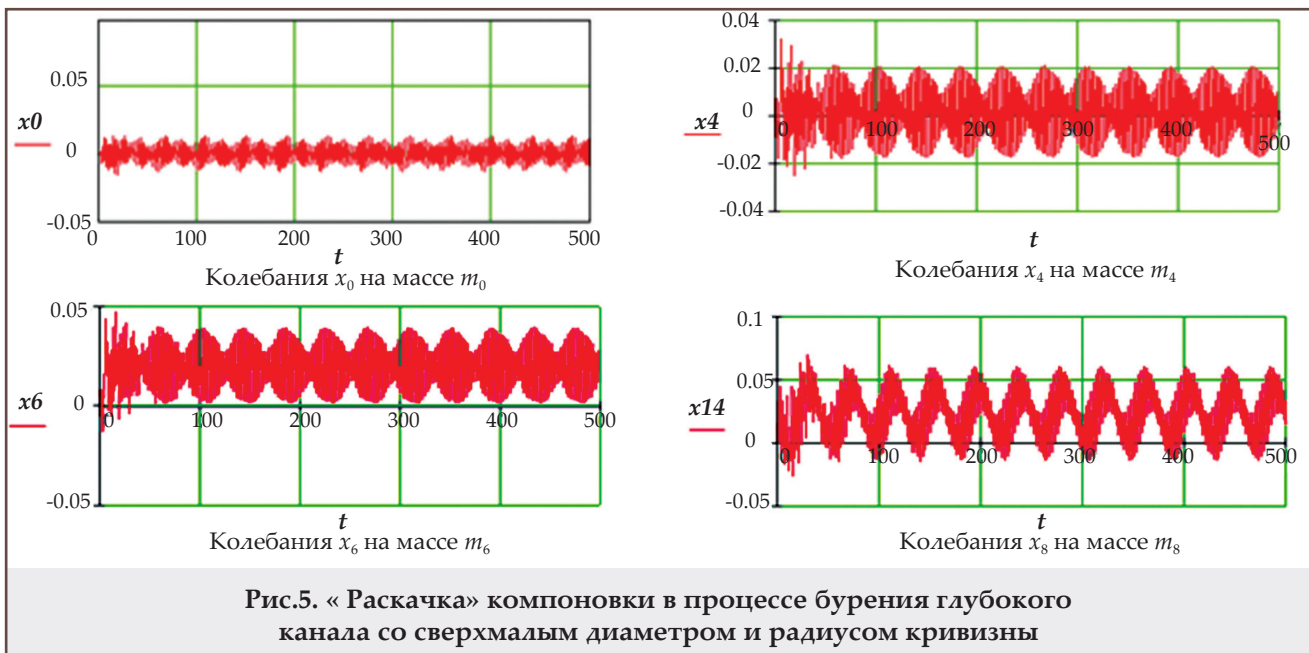 0.05
x0
0
-0.05
0 100 200 300 400 500
t
Колебания x₀ на массе m₀
0.04
0.02
x4
0
-0.02
-0.04
0 100 200 300 400 500
t
Колебания x₄ на массе m₄
0.05
x6
0
-0.05
0 100 200 300 400 500
t
Колебания x₆ на массе m₆
0.1
0.05
x14
0
-0.05
0 100 200 300 400 500
t
Колебания x₈ на массе m₈
Рис.5. « Раскачка» компоновки в процессе бурения глубокого
канала со сверхмалым диаметром и радиусом кривизны